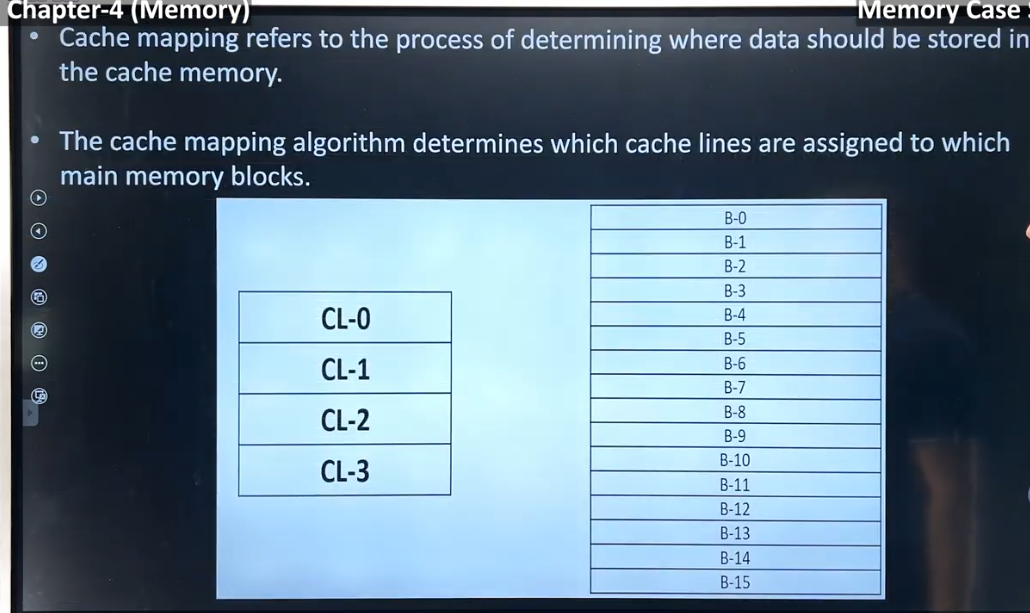 Chapter-4 (Memory)
Memory Case
• Cache mapping refers to the process of determining where data should be stored in
the cache memory.
• The cache mapping algorithm determines which cache lines are assigned to which
main memory blocks.
CL-0
CL-1
CL-2
CL-3
B-0
B-1
B-2
B-3
B-4
B-5
B-6
B-7
B-8
B-9
B-10
B-11
B-12
B-13
B-14
B-15